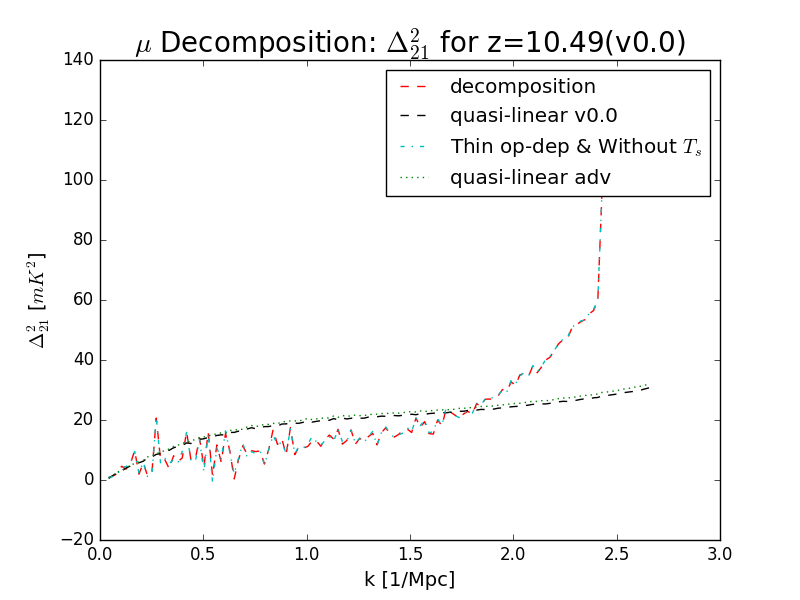 μ Decomposition: Δ²₂₁ for z=10.49(v0.0)
decomposition
quasi-linear v0.0
Thin op-dep & Without Tₛ
quasi-linear adv
Δ²₂₁ [mK²]
140
120
100
80
60
40
20
0
−20
0.0 0.5 1.0 1.5 2.0 2.5 3.0
k [1/Mpc]